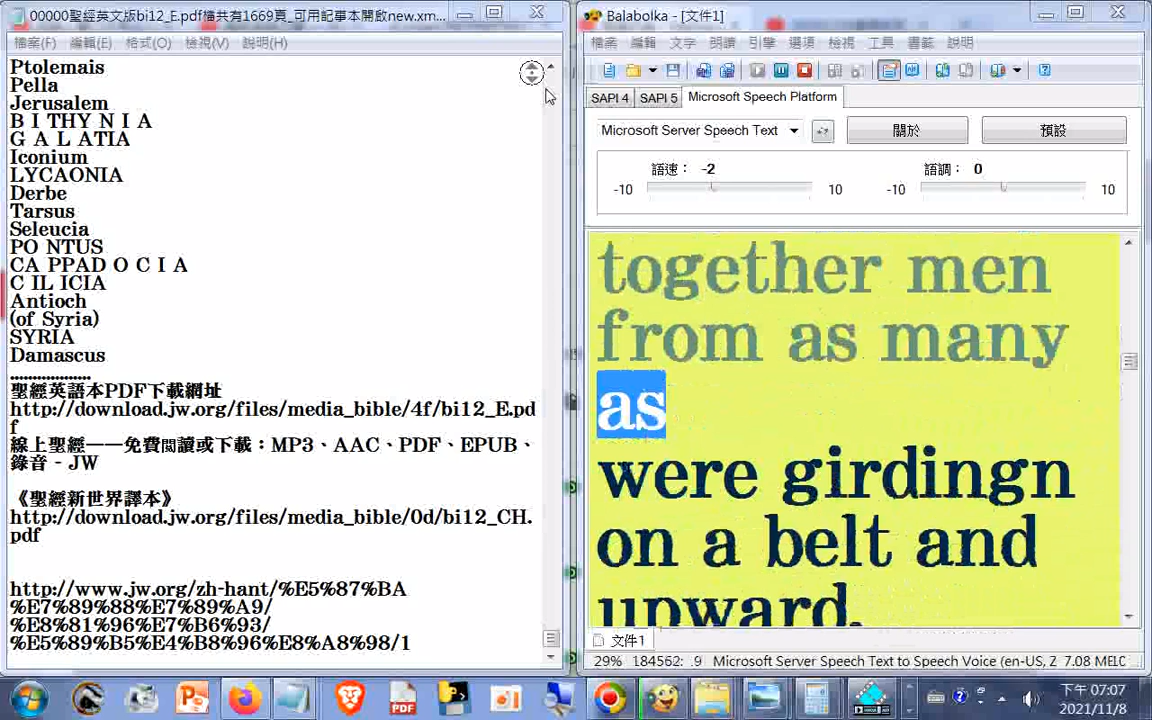 00000聖經英文版bi12_E.pdf檔共有1669頁_可用記事本開啟new.xm...
檔案(F) 編輯(E) 格式(O) 檢視(V) 說明(H)
Ptolemais
Pella
Jerusalem
B I THY N I A
G A L ATIA
Iconium
LYCAONIA
Derbe
Tarsus
Seleucia
PO NTUS
CA PPAD O C I A
C IL ICIA
Antioch
(of Syria)
SYRIA
Damascus
..................
聖經英語本PDF下載網址
http://download.jw.org/files/media_bible/4f/bi12_E.pd
f
線上聖經──免費閱讀或下載：MP3、AAC、PDF、EPUB、
錄音 - JW
《聖經新世界譯本》
http://download.jw.org/files/media_bible/0d/bi12_CH.
pdf
http://www.jw.org/zh-hant/%E5%87%BA
%E7%89%88%E7%89%A9/
%E8%81%96%E7%B6%93/
%E5%89%B5%E4%B8%96%E8%A8%98/1
Balabolka - [文件1]
檔案 編輯 文字 朗讀 引擎 選項 檢視 工具 書籤 說明
SAPI 4 SAPI 5 Microsoft Speech Platform
Microsoft Server Speech Text 關於 預設
語速： -2 語調： 0
-10 10 -10 10
together men
from as many
as
were girdingn
on a belt and
upward.
文件1
29% 184562: .9 Microsoft Server Speech Text to Speech Voice (en-US, Z 7.08 MELC
PDF
下午 07:07
2021/11/8